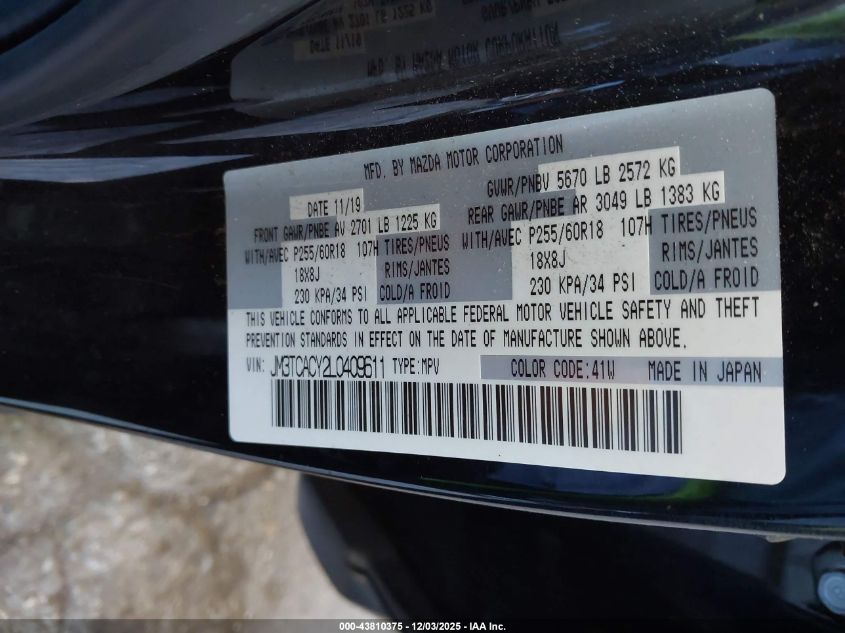 MFD. BY MAZDA MOTOR CORPORATION
DATE 11/19 GVWR/PNBV 5670 LB 2572 KG
FRONT GAWR/PNBE AV 2701 LB 1225 KG REAR GAWR/PNBE AR 3049 LB 1383 KG
WITH/AVEC P255/60R18 107H TIRES/PNEUS WITH/AVEC P255/60R18 107H TIRES/PNEUS
18X8J RIMS/JANTES 18X8J RIMS/JANTES
230 KPA/34 PSI COLD/A FROID 230 KPA/34 PSI COLD/A FROID
THIS VEHICLE CONFORMS TO ALL APPLICABLE FEDERAL MOTOR VEHICLE SAFETY AND THEFT
PREVENTION STANDARDS IN EFFECT ON THE DATE OF MANUFACTURE SHOWN ABOVE.
VIN: JM3TCACY2L0409611 TYPE:MPV COLOR CODE:41W MADE IN JAPAN
000-43810375 - 12/03/2025 - IAA Inc.